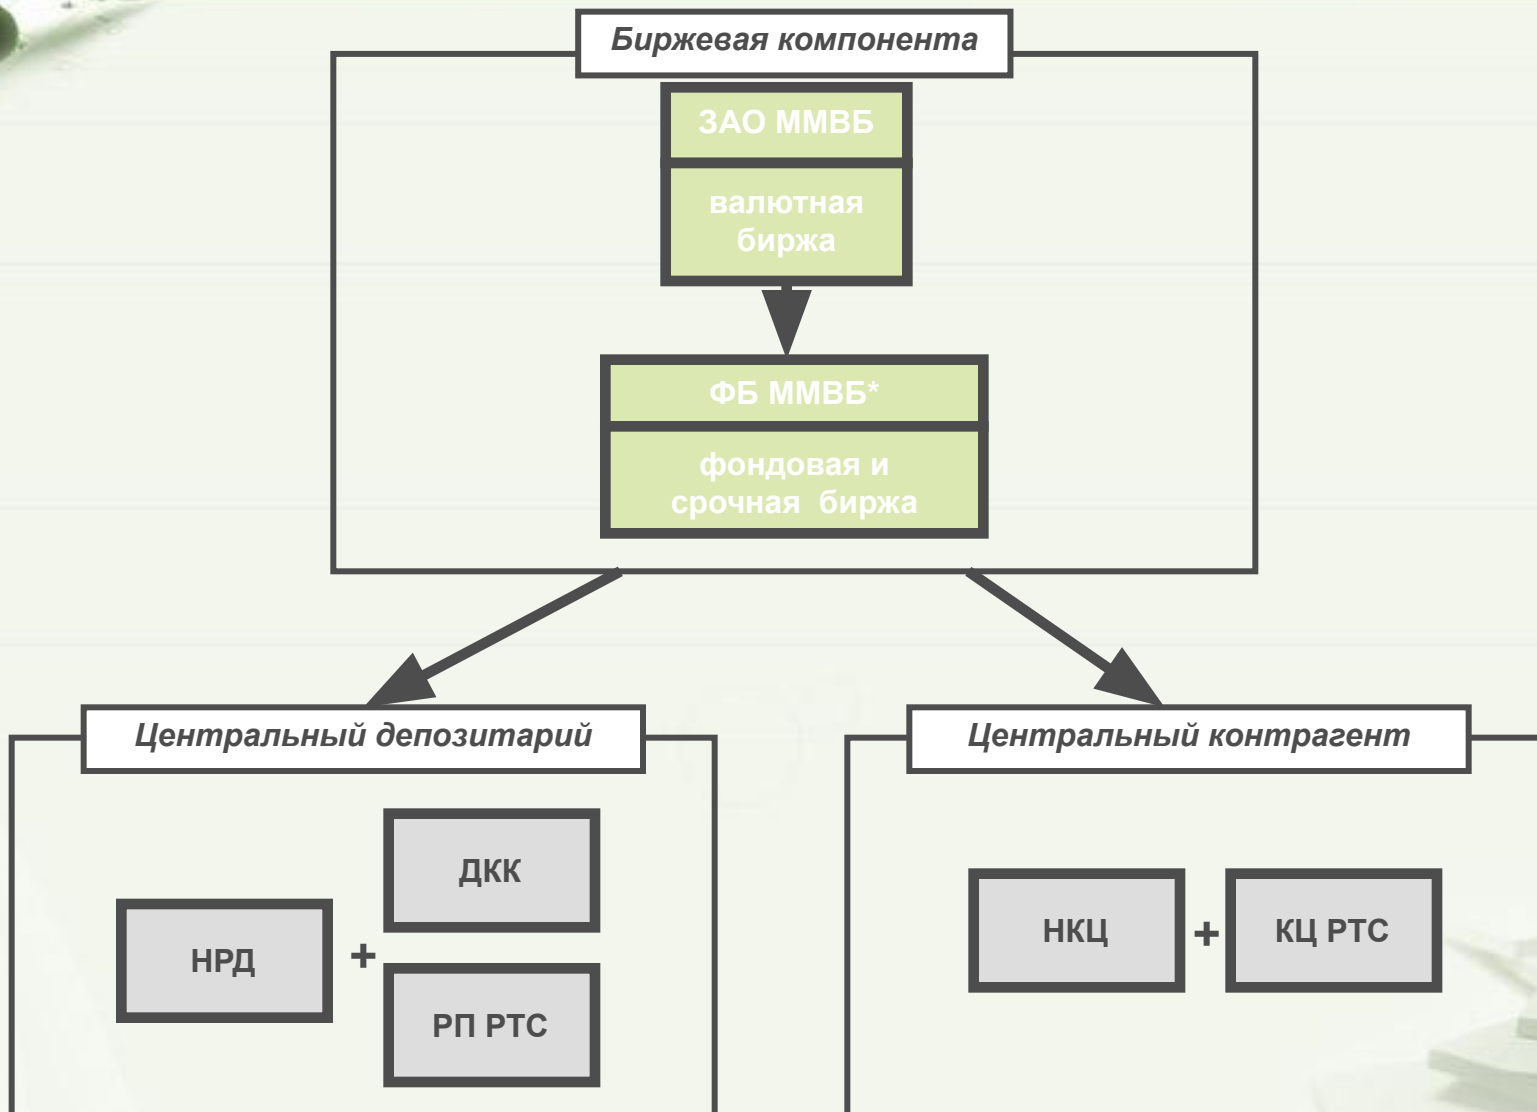 Биржевая компонента
ЗАО ММВБ
валютная
биржа
ФБ ММВБ*
фондовая и
срочная биржа
Центральный депозитарий
Центральный контрагент
ДКК
НРД
+
РП РТС
НКЦ
+
КЦ РТС